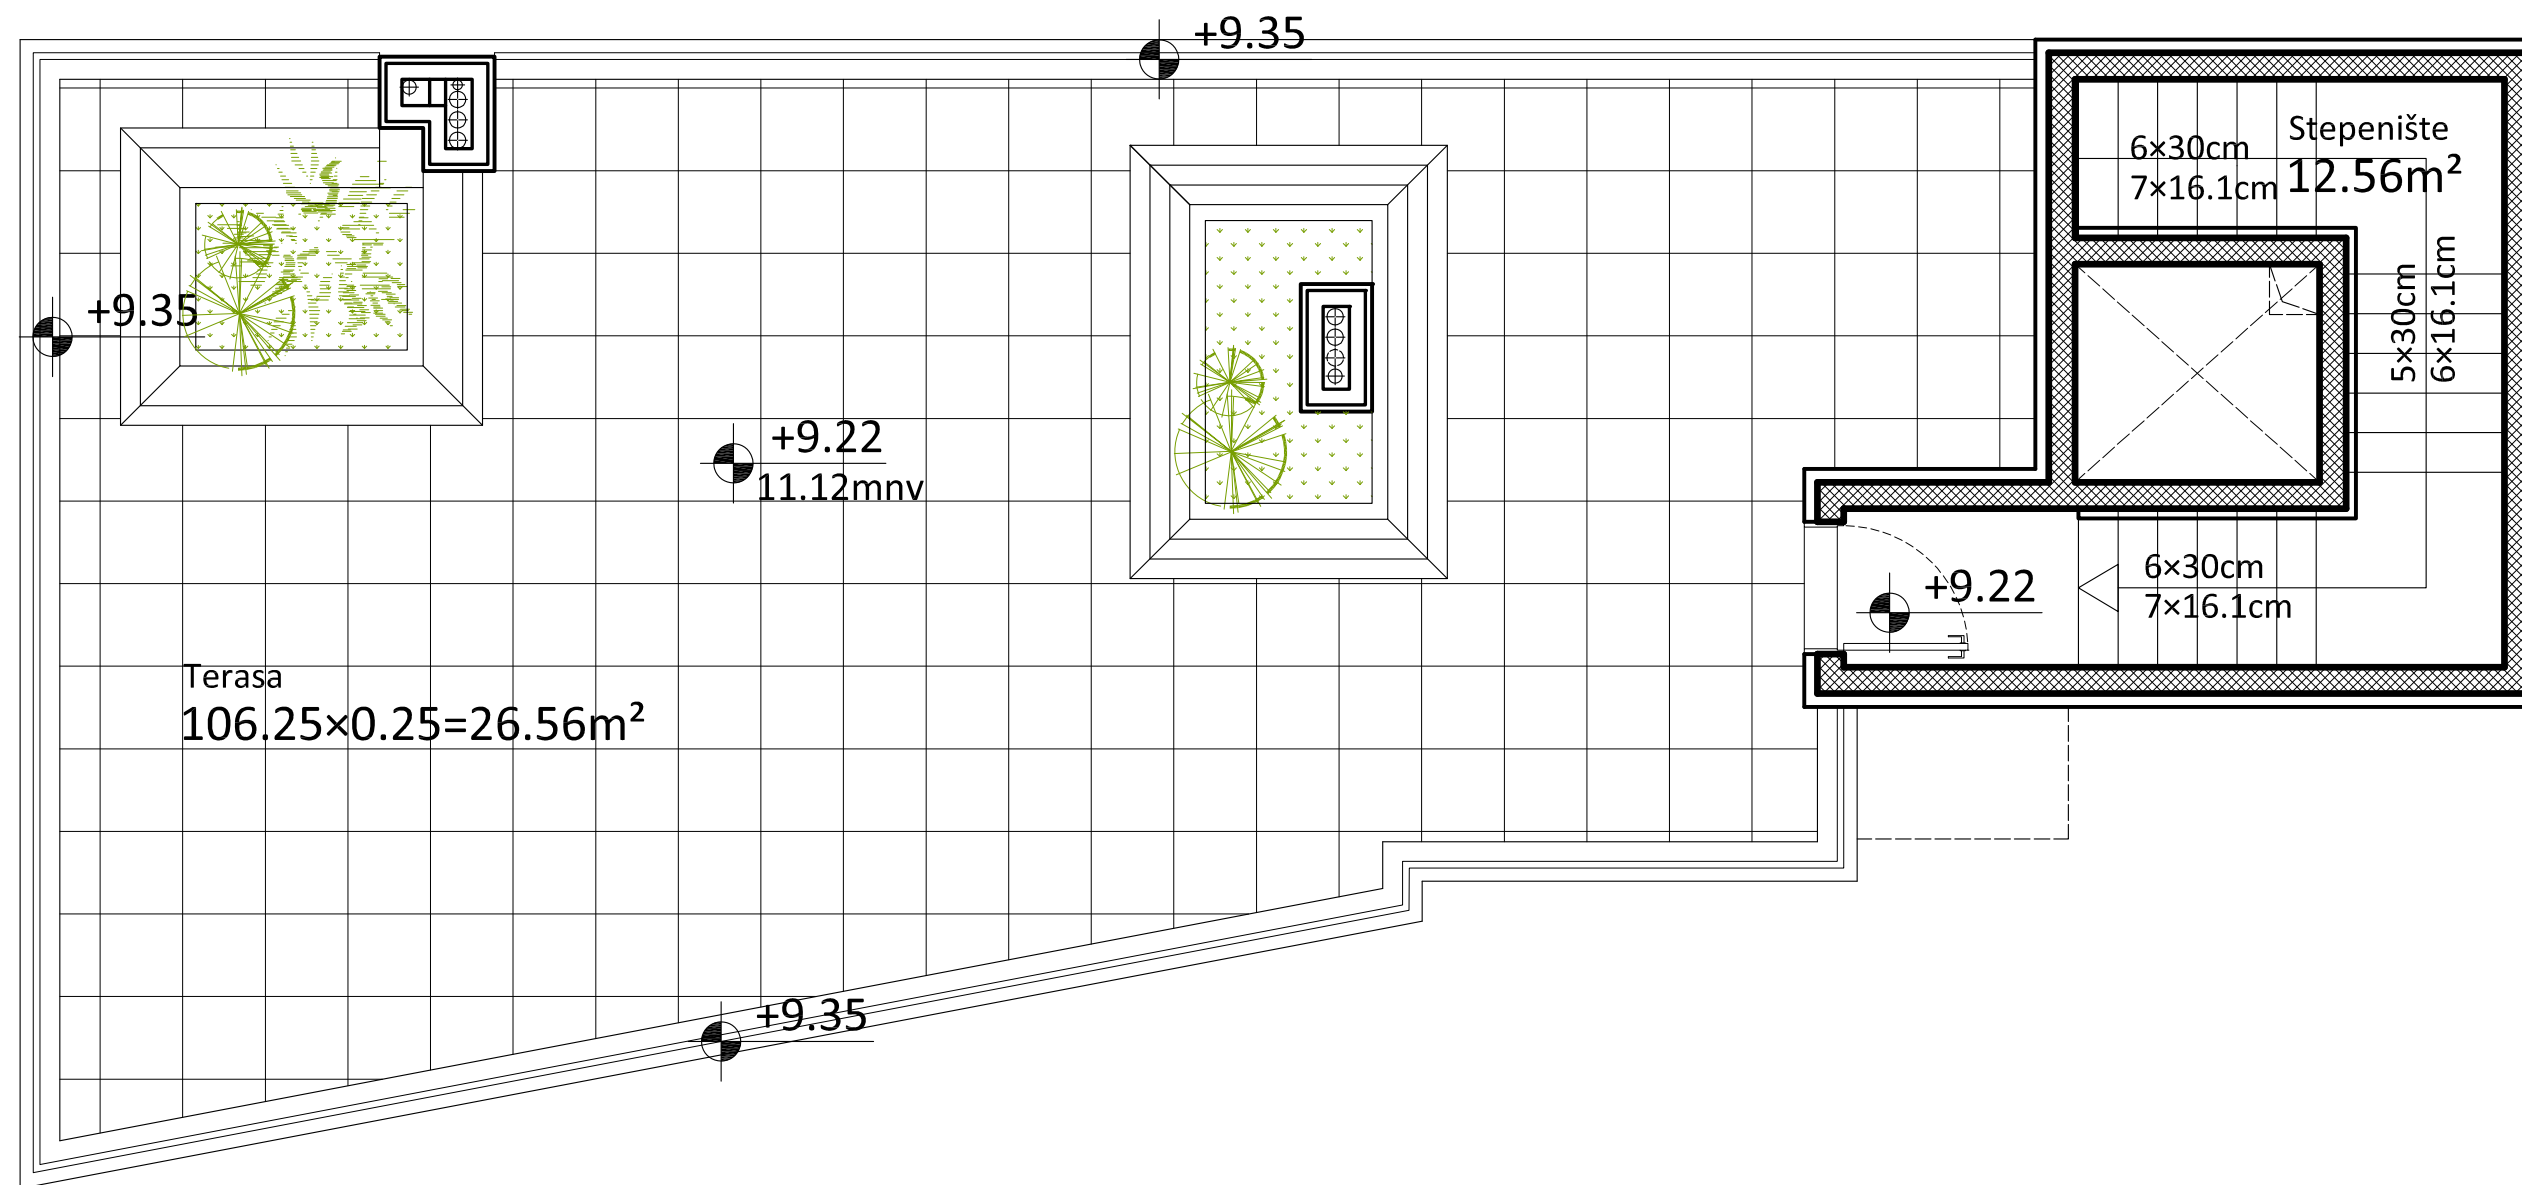 +9.35
Stepenište
12.56m²
6×30cm
7×16.1cm
5×30cm
6×16.1cm
+9.35
+9.22
11.12mnv
6×30cm
7×16.1cm
+9.22
Terasa
106.25×0.25=26.56m²
+9.35